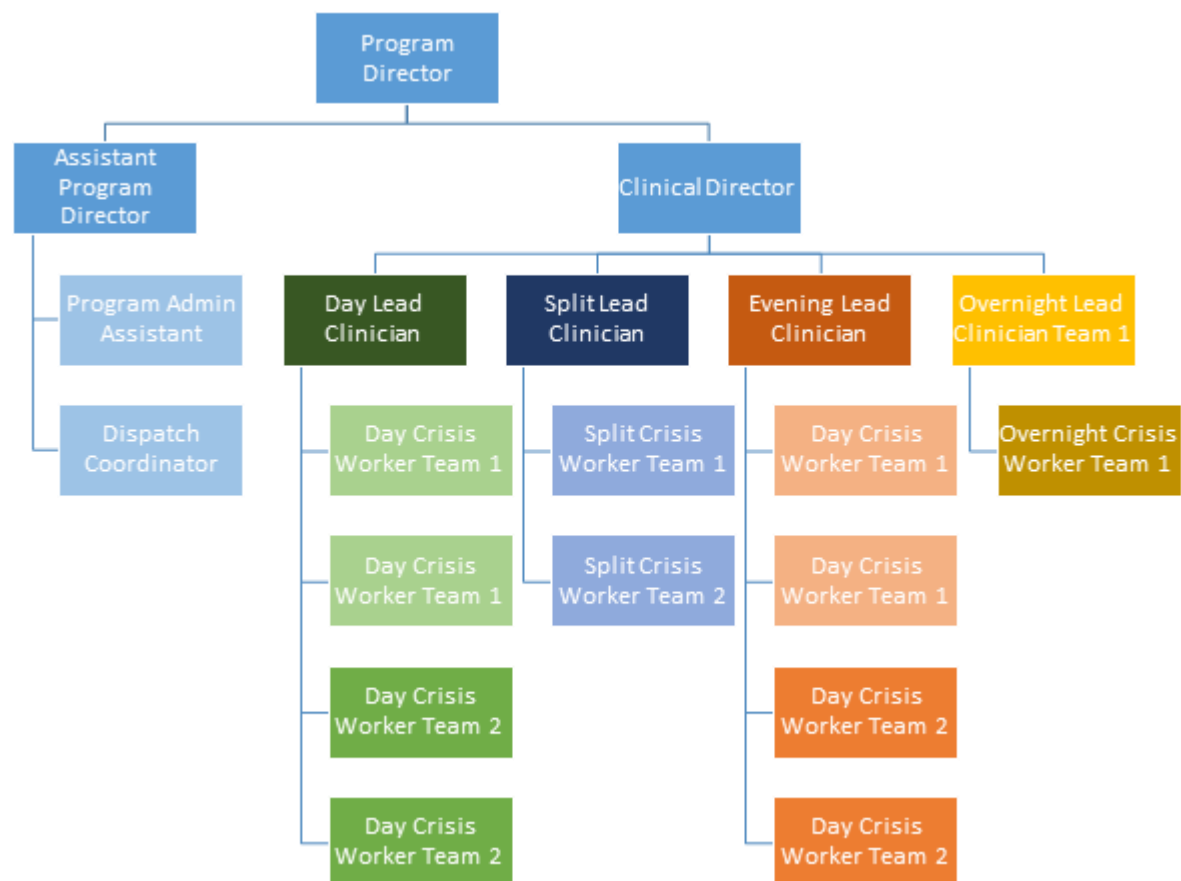 Program
Director
Assistant
Program
Director
Clinical Director
Program Admin
Assistant
Dispatch
Coordinator
Day Lead
Clinician
Day Crisis
Worker Team 1
Day Crisis
Worker Team 1
Day Crisis
Worker Team 2
Day Crisis
Worker Team 2
Split Lead
Clinician
Split Crisis
Worker Team 1
Split Crisis
Worker Team 2
Evening Lead
Clinician
Day Crisis
Worker Team 1
Day Crisis
Worker Team 1
Day Crisis
Worker Team 2
Day Crisis
Worker Team 2
Overnight Lead
Clinician Team 1
Overnight Crisis
Worker Team 1